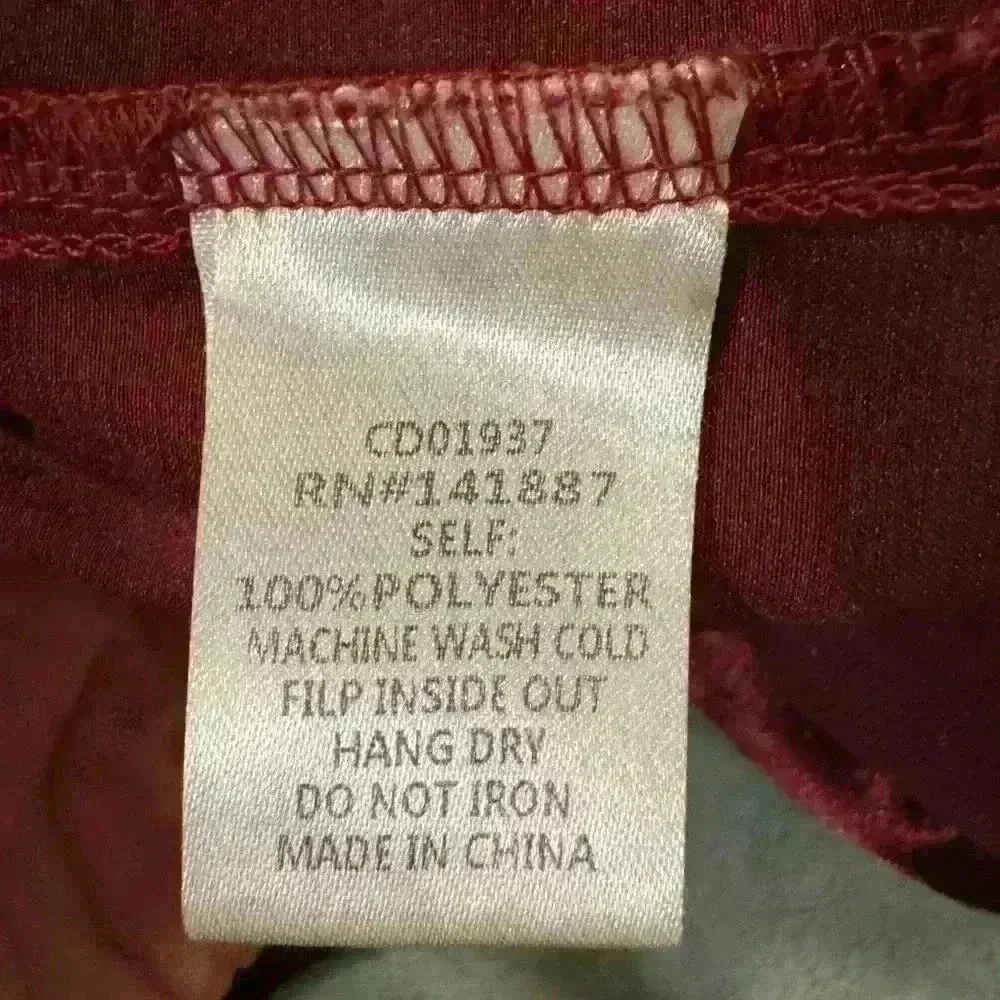 CD01937
RN#141887
SELF:
100%POLYESTER
MACHINE WASH COLD
FILP INSIDE OUT
HANG DRY
DO NOT IRON
MADE IN CHINA